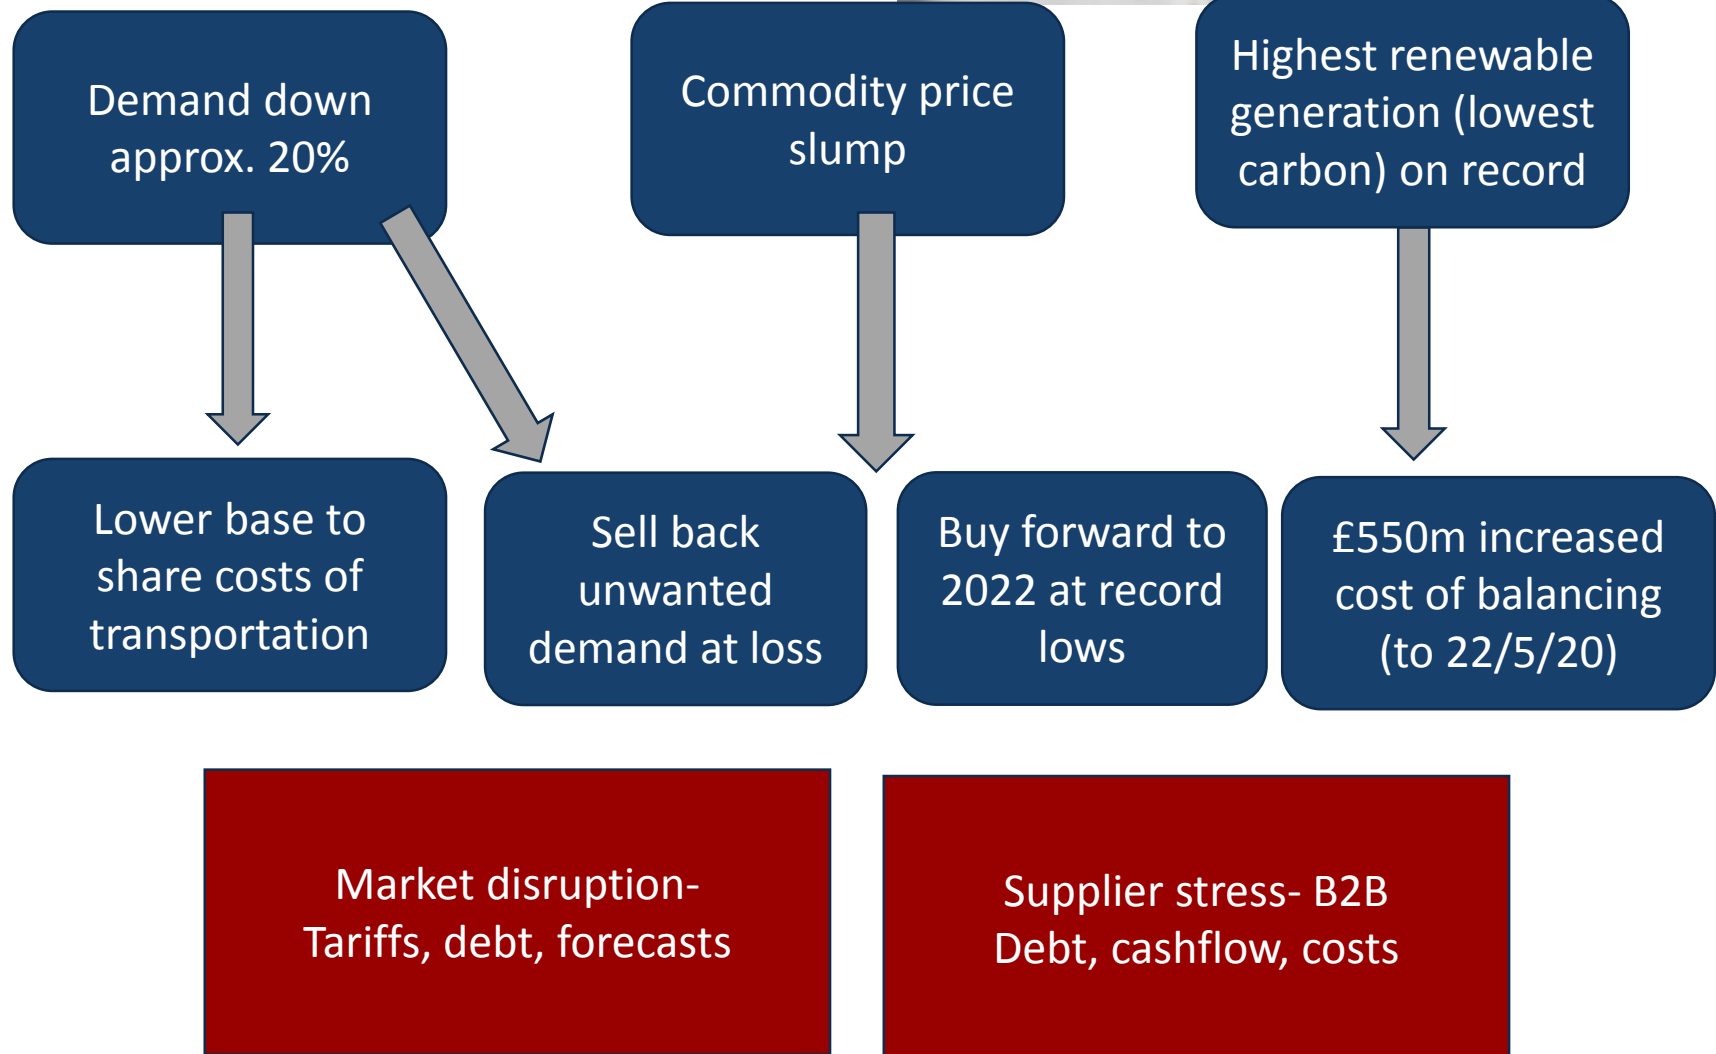 Demand down
approx. 20%
Commodity price
slump
Highest renewable
generation (lowest
carbon) on record
Lower base to
share costs of
transportation
Sell back
unwanted
demand at loss
Buy forward to
2022 at record
lows
£550m increased
cost of balancing
(to 22/5/20)
Market disruption-
Tariffs, debt, forecasts
Supplier stress- B2B
Debt, cashflow, costs